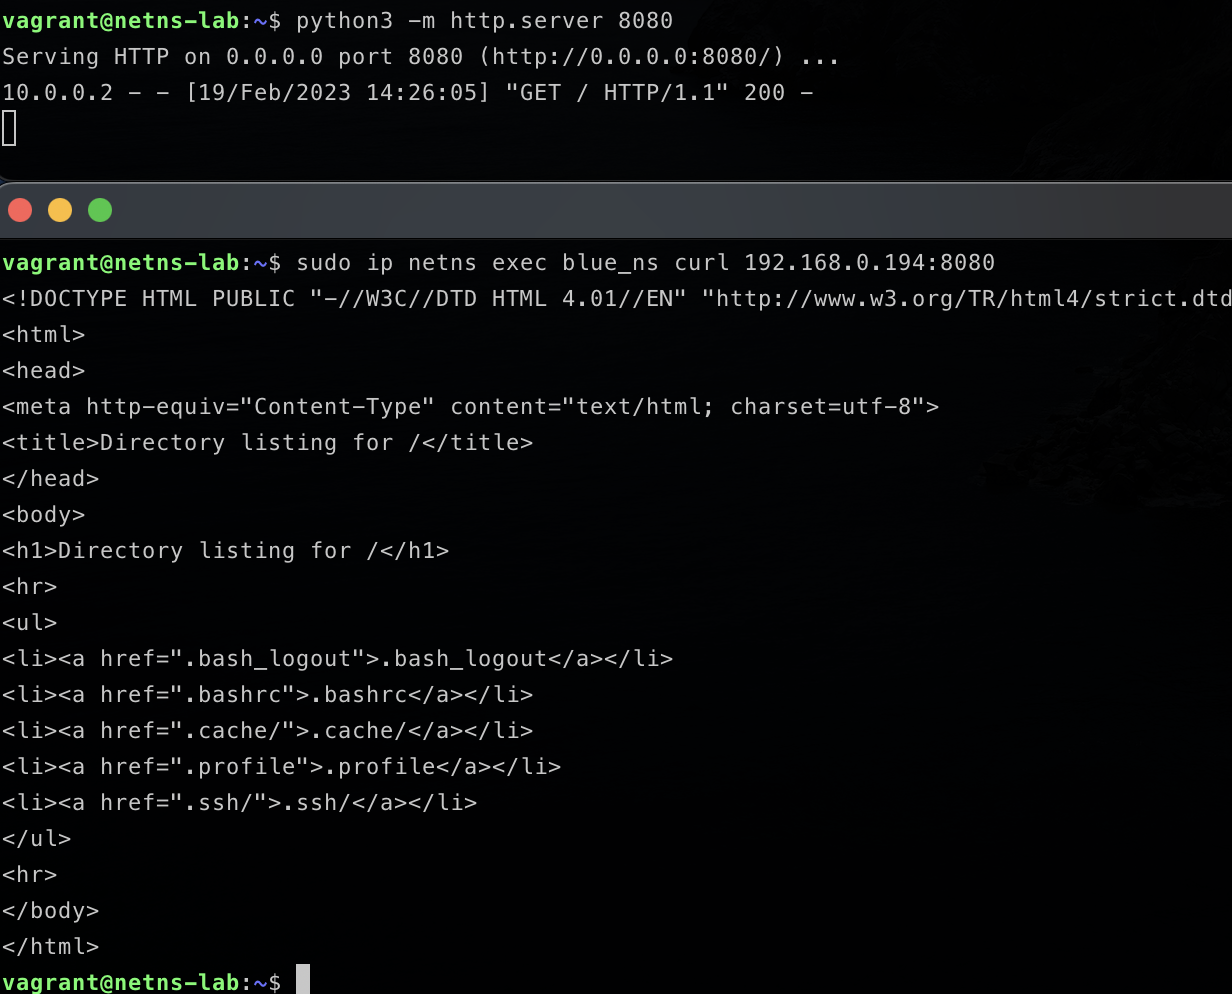 vagrant@netns-lab:~$ python3 -m http.server 8080
Serving HTTP on 0.0.0.0 port 8080 (http://0.0.0.0:8080/) ...
10.0.0.2 - - [19/Feb/2023 14:26:05] "GET / HTTP/1.1" 200 -
vagrant@netns-lab:~$ sudo ip netns exec blue_ns curl 192.168.0.194:8080
<!DOCTYPE HTML PUBLIC "-//W3C//DTD HTML 4.01//EN" "http://www.w3.org/TR/html4/strict.dtd
<html>
<head>
<meta http-equiv="Content-Type" content="text/html; charset=utf-8">
<title>Directory listing for /</title>
</head>
<body>
<h1>Directory listing for /</h1>
<hr>
<ul>
<li><a href=".bash_logout">.bash_logout</a></li>
<li><a href=".bashrc">.bashrc</a></li>
<li><a href=".cache/">.cache/</a></li>
<li><a href=".profile">.profile</a></li>
<li><a href=".ssh/">.ssh/</a></li>
</ul>
<hr>
</body>
</html>
vagrant@netns-lab:~$